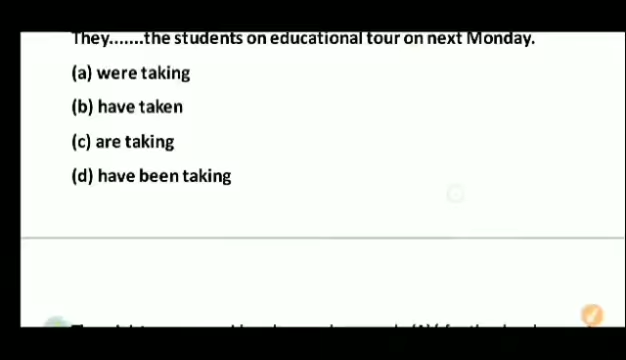 They.......the students on educational tour on next Monday.
(a) were taking
(b) have taken
(c) are taking
(d) have been taking